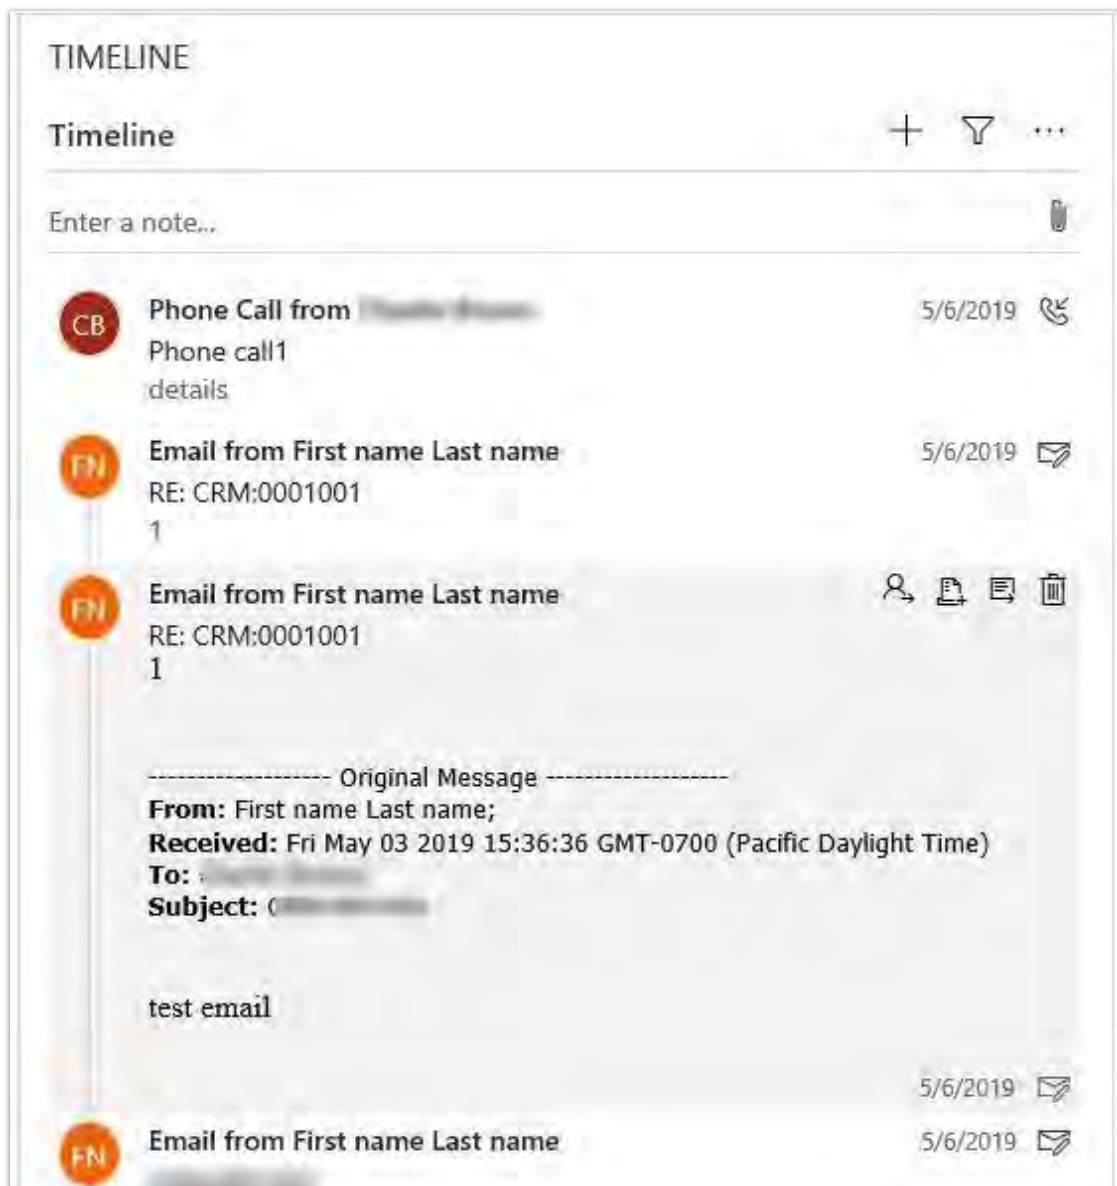 TIMELINE
Timeline
Enter a note...
CB
Phone Call from
5/6/2019
Phone call1
details
FN
Email from First name Last name
5/6/2019
RE: CRM:0001001
1
FN
Email from First name Last name
RE: CRM:0001001
1
------------------- Original Message -------------------
From: First name Last name;
Received: Fri May 03 2019 15:36:36 GMT-0700 (Pacific Daylight Time)
To:
Subject:
test email
5/6/2019
FN
Email from First name Last name
5/6/2019